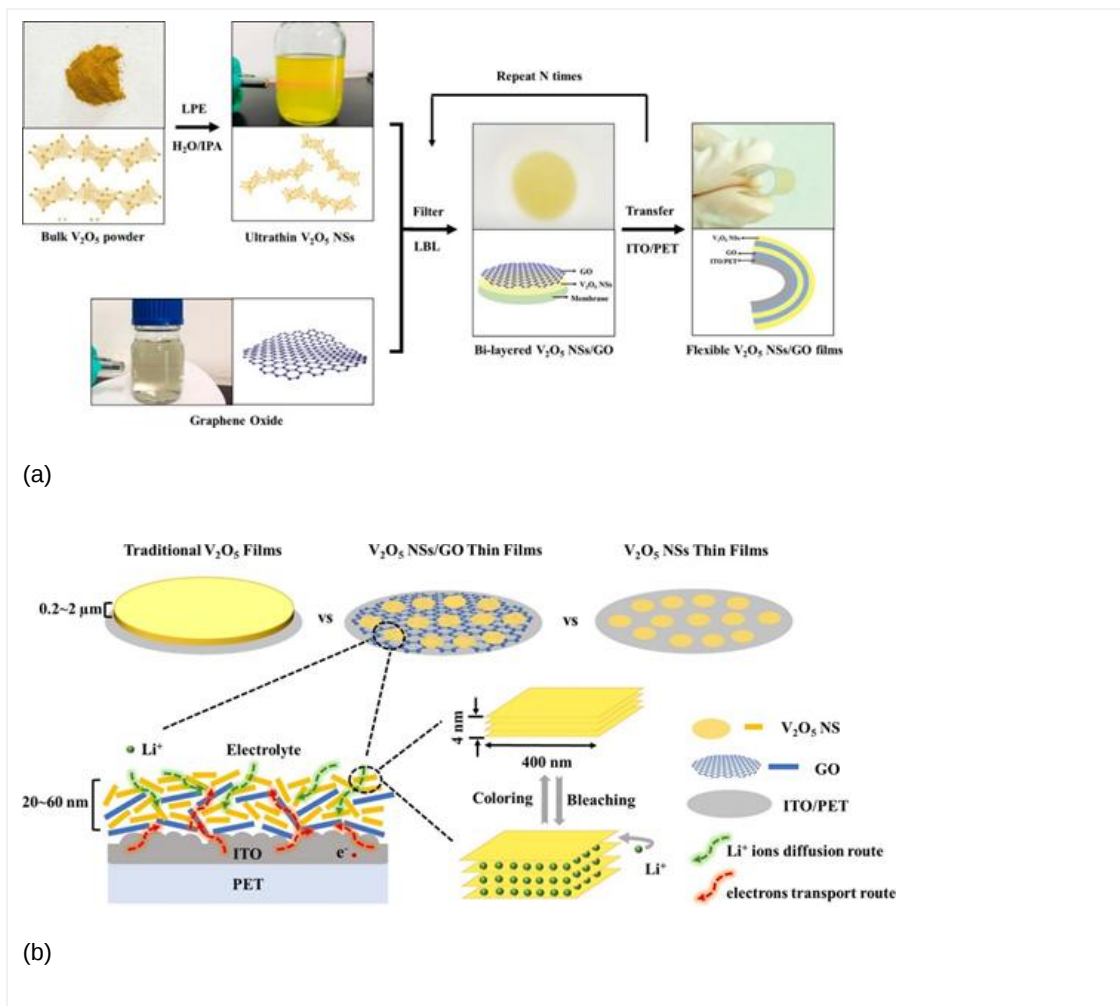 Repeat N times
LPE
H₂O/IPA
Bulk V₂O₅ powder
Ultrathin V₂O₅ NSs
Filter
LBL
GO
V₂O₅ NSs
Membrane
Bi-layered V₂O₅ NSs/GO
Transfer
ITO/PET
V₂O₅ NSs
GO
ITO/PET
Flexible V₂O₅ NSs/GO films
Graphene Oxide
(a)
Traditional V₂O₅ Films
V₂O₅ NSs/GO Thin Films
V₂O₅ NSs Thin Films
0.2~2 μm
vs
vs
Li⁺
Electrolyte
20~60 nm
ITO
e⁻
PET
4 nm
400 nm
Coloring
Bleaching
Li⁺
V₂O₅ NS
GO
ITO/PET
Li⁺ ions diffusion route
electrons transport route
(b)